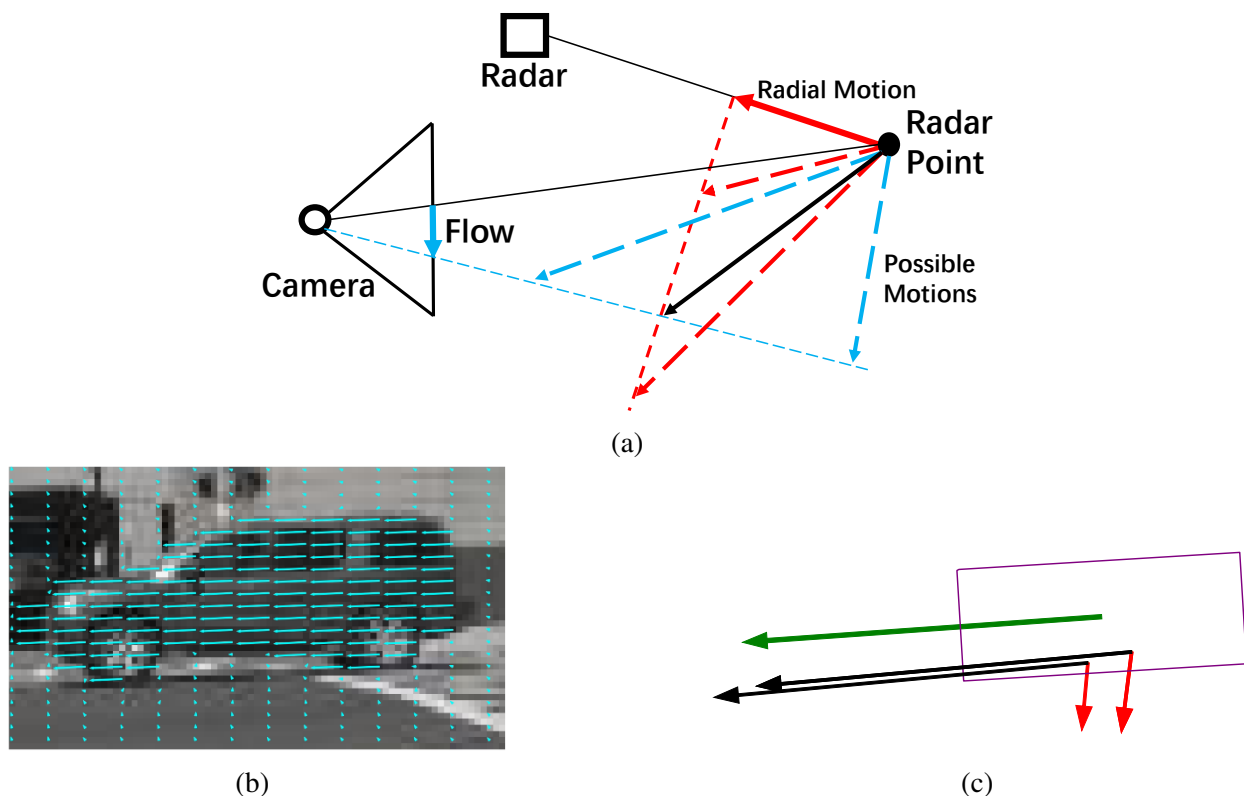 Radar
Radial Motion
Radar
Point
Flow
Camera
Possible
Motions
(a)
(b)
(c)